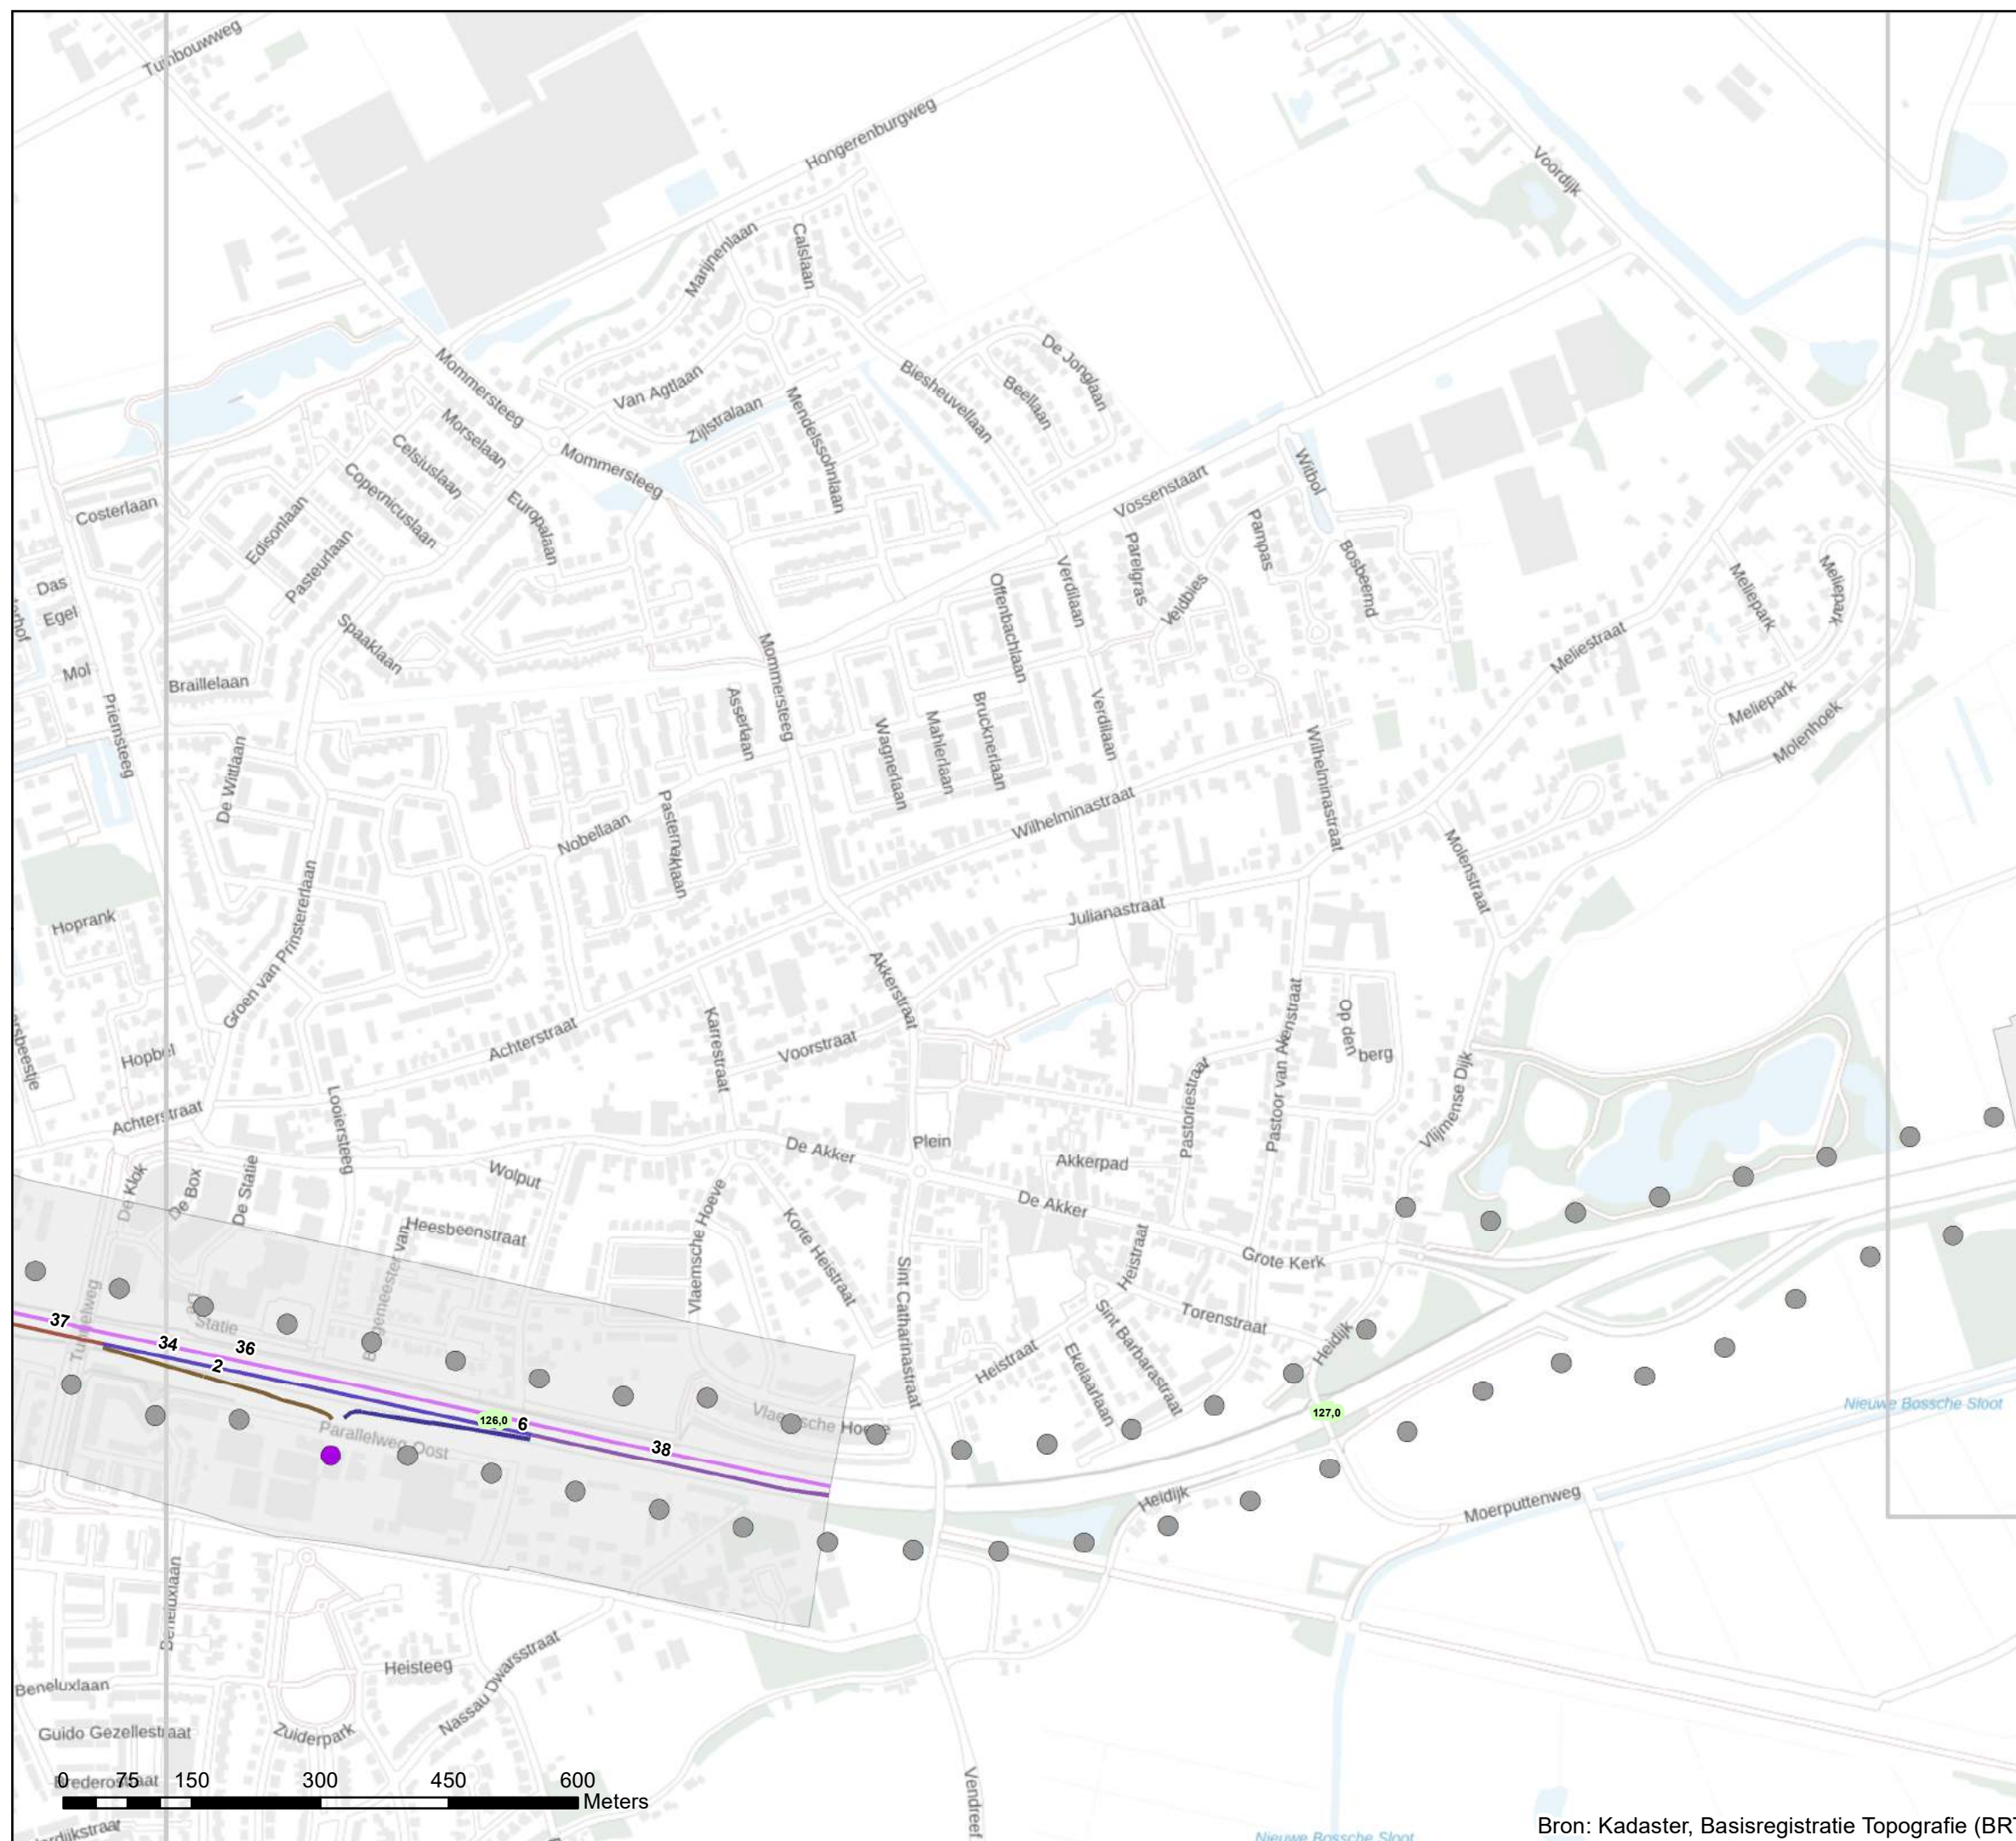 Tuinbouwweg
Hongerenburgweg
Voordijk
Marijnenlaan
Calslaan
Mommersteeg
Van Agtlaan
Zijlstralaan
Biesheuvellaan
De Jonglaan
Beellaan
Mendelssohnlaan
Morselaan
Celsiuslaan
Copernicuslaan
Mommersteeg
Europalaan
Vossenstaart
Witbol
Costerlaan
Edisonlaan
Pasteurlaan
Pampas
Parelgras
Bosbeemd
Das
Egel
Mol
Spaaklaan
Braillelaan
Offenbachlaan
Verdilaan
Veldbies
Meliepark
Meliepark
Meliestraat
Priemsteeg
De Wittlaan
Asserlaan
Mommersteeg
Wagnerlaan
Mahlerlaan
Brucknerlaan
Verdilaan
Wilhelminastraat
Meliepark
Molenhoek
Nobellaan
Pasternaklaan
Wilhelminastraat
Molenstraat
Hoprank
Groen van Prinstererlaan
Julianastraat
Akkerstraat
Hopbel
Achterstraat
Karrestraat
Voorstraat
Pastoor van Arenstraat
Op den
berg
Achterstraat
Looiersteeg
Pastoriestraat
Vlijmense Dijk
De Klok
De Box
De Statie
Wolput
De Akker
Plein
Akkerpad
De Akker
Heesbeenstraat
Vlaemsche Hoeve
Korte Heistraat
Sint Catharinastraat
Heistraat
Grote Kerk
Tunnelweg
Statie
37
34
36
2
Torenstraat
Heidijk
Sint Barbarastraat
Ekelaarlaan
Heistraat
126,0
6
38
127,0
Parallelweg Oost
Nieuwe Bossche Sloot
Heidijk
Moerputtenweg
Beneluxlaan
Heisteeg
Nassau Dwarsstraat
Beneluxlaan
Guido Gezellestraat
Zuiderpark
Brederostraat
0 75 150 300 450 600
Meters
Vendreef
Nieuwe Bossche Sloot
Bron: Kadaster, Basisregistratie Topografie (BRT